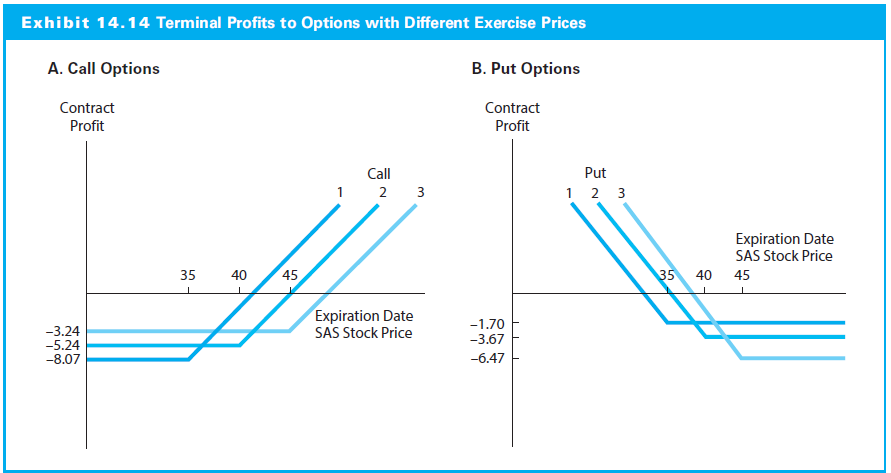 Exhibit 14.14 Terminal Profits to Options with Different Exercise Prices
A. Call Options
Contract
Profit
Call
1 2 3
35 40 45
Expiration Date
SAS Stock Price
−3.24
−5.24
−8.07
B. Put Options
Contract
Profit
Put
1 2 3
Expiration Date
SAS Stock Price
35 40 45
−1.70
−3.67
−6.47